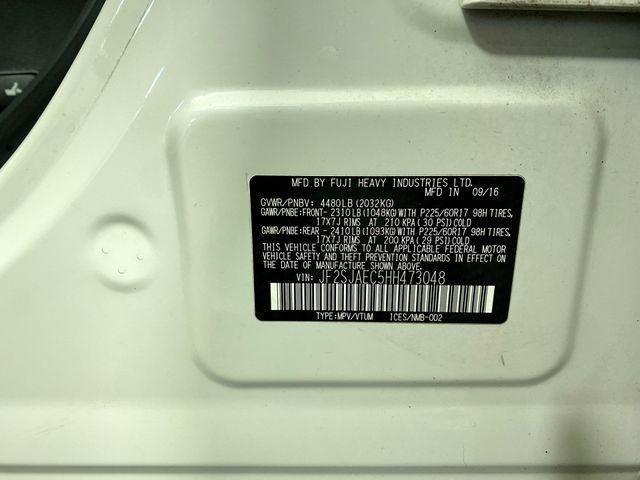 MFD.BY FUJI HEAVY INDUSTRIES LTD.
MFD IN 09/16
GVWR/PNBV: 4480LB(2032KG)
GAWR/PNBE:FRONT- 2310LB(1048KG)WITH P225/60R17 98H TIRES,
17X7J RIMS AT 210 KPA(30 PSI)COLD
GAWR/PNBE:REAR - 2410LB(1093KG)WITH P225/60R17 98H TIRES,
17X7J RIMS AT 200 KPA(29 PSI)COLD
THIS VEHICLE CONFORMS TO ALL APPLICABLE FEDERAL MOTOR
VEHICLE SAFETY AND THEFT PREVENTION STANDARDS IN EFFECT ON
THE DATE OF MANUFACTURE SHOWN ABOVE.
VIN: JF2SJAEC5HH473048
TYPE:MPV/VTUM ICES/NMB-002